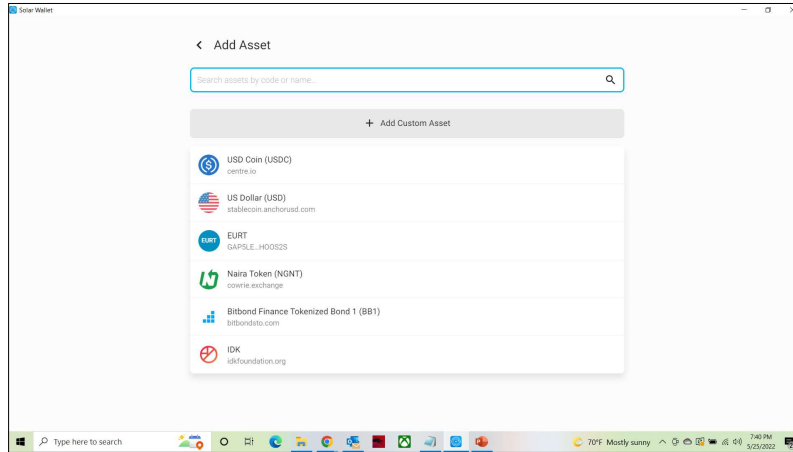 Solar Wallet
Add Asset
Search assets by code or name...
+ Add Custom Asset
USD Coin (USDC)
centre.io
US Dollar (USD)
stablecoin.anchorusd.com
EURT
EURT
GAP5LE...HOOS2S
Naira Token (NGNT)
cowrie.exchange
Bitbond Finance Tokenized Bond 1 (BB1)
bitbondsto.com
IDK
idkfoundation.org
Type here to search
70°F Mostly sunny
7:40 PM
5/25/2022